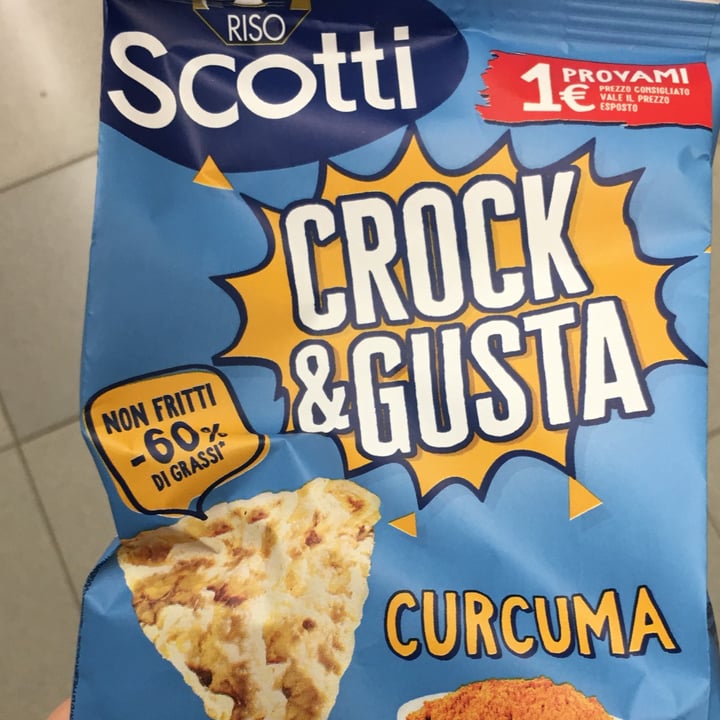 RISO
Scotti
1€ PROVAMI
PREZZO CONSIGLIATO
VALE IL PREZZO
ESPOSTO
CROCK
&GUSTA
NON FRITTI
-60%
DI GRASSI*
CURCUMA